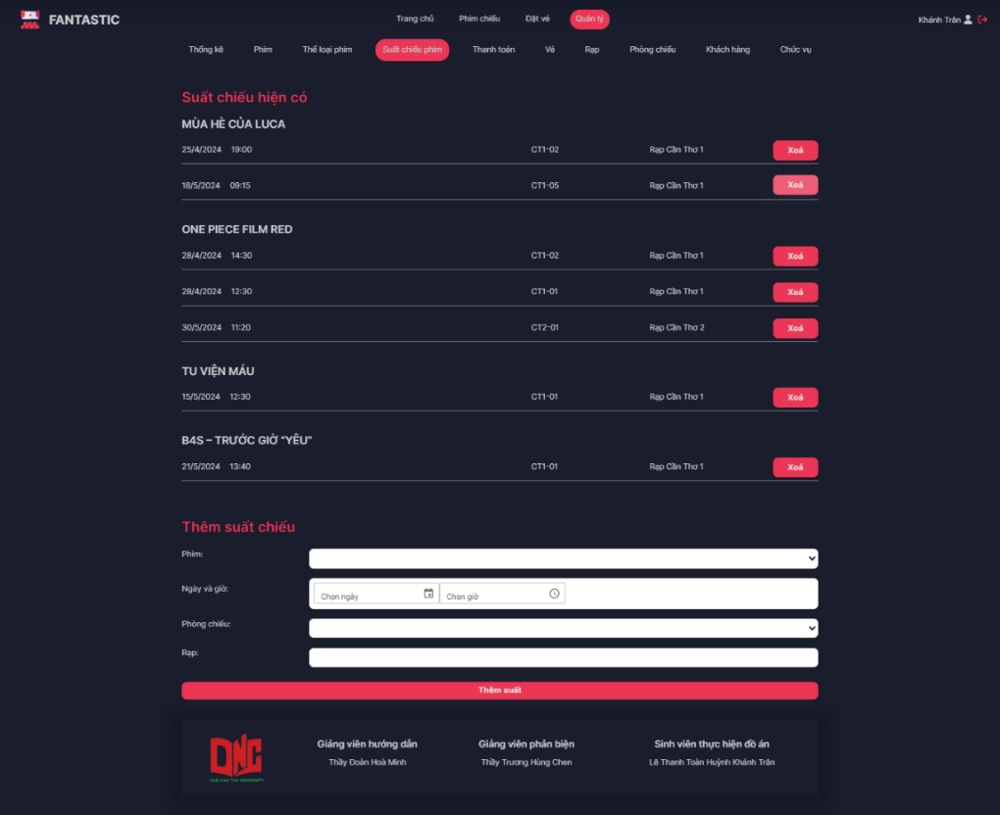 FANTASTIC
Trang chủ Phim chiếu Đặt vé Quản lý
Khánh Trân
Thống kê Phim Thể loại phim Suất chiếu phim Thanh toán Vé Rạp Phòng chiếu Khách hàng Chức vụ
Suất chiếu hiện có
MÙA HÈ CỦA LUCA
25/4/2024 19:00 CT1-02 Rạp Cần Thơ 1 Xoá
18/5/2024 09:15 CT1-05 Rạp Cần Thơ 1 Xoá
ONE PIECE FILM RED
28/4/2024 14:30 CT1-02 Rạp Cần Thơ 1 Xoá
28/4/2024 12:30 CT1-01 Rạp Cần Thơ 1 Xoá
30/5/2024 11:20 CT2-01 Rạp Cần Thơ 2 Xoá
TU VIỆN MÁU
15/5/2024 12:30 CT1-01 Rạp Cần Thơ 1 Xoá
B4S – TRƯỚC GIỜ “YÊU”
21/5/2024 13:40 CT1-01 Rạp Cần Thơ 1 Xoá
Thêm suất chiếu
Phim:
Ngày và giờ: Chọn ngày Chọn giờ
Phòng chiếu:
Rạp:
Thêm suất
DNC
NAM CAN THO UNIVERSITY
Giảng viên hướng dẫn Giảng viên phản biện Sinh viên thực hiện đồ án
Thầy Đoàn Hoà Minh Thầy Trương Hùng Chen Lê Thanh Toàn Huỳnh Khánh Trân